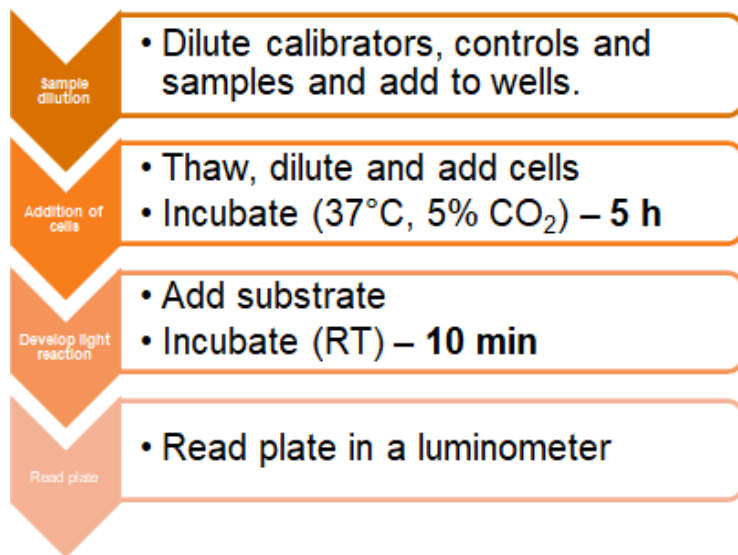 Sample
dilution
• Dilute calibrators, controls and
samples and add to wells.
Addition of
cells
• Thaw, dilute and add cells
• Incubate (37°C, 5% CO₂) – 5 h
Develop light
reaction
• Add substrate
• Incubate (RT) – 10 min
Read plate
• Read plate in a luminometer